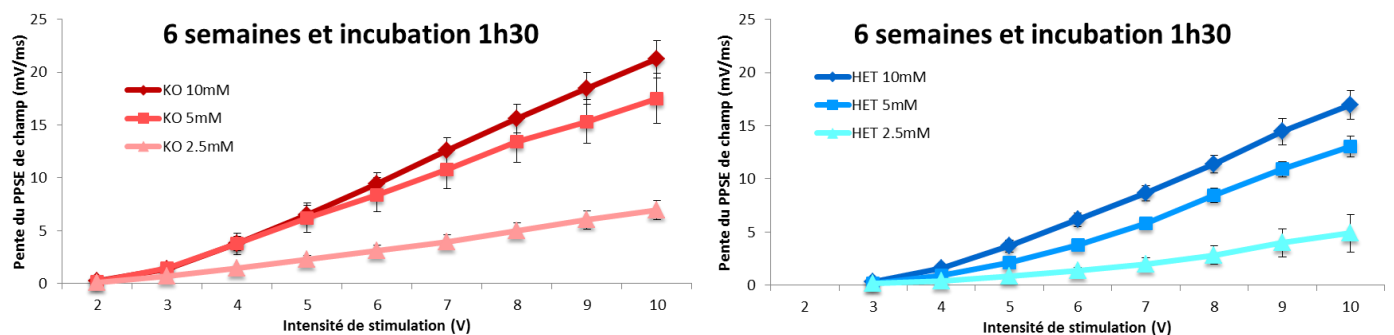 6 semaines et incubation 1h30
Pente du PPSE de champ (mV/ms)
25
20
15
10
5
0
KO 10mM
KO 5mM
KO 2.5mM
2 3 4 5 6 7 8 9 10
Intensité de stimulation (V)
6 semaines et incubation 1h30
Pente du PPSE de champ (mV/ms)
25
20
15
10
5
0
HET 10mM
HET 5mM
HET 2.5mM
2 3 4 5 6 7 8 9 10
Intensité de stimulation (V)